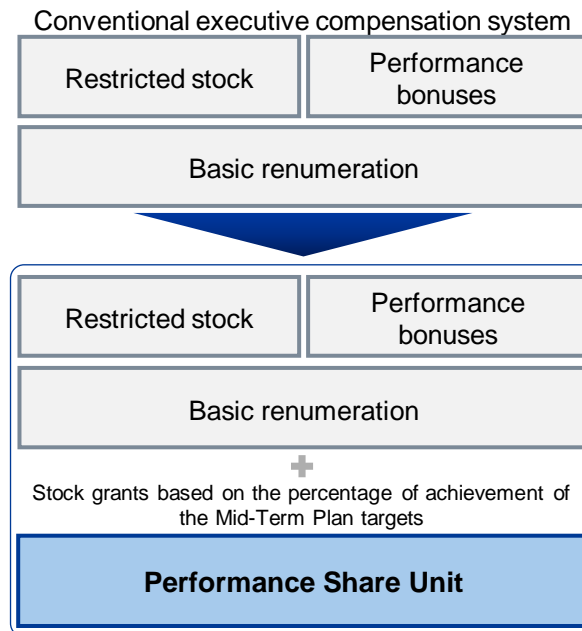 Conventional executive compensation system
Restricted stock
Performance
bonuses
Basic renumeration
Restricted stock
Performance
bonuses
Basic renumeration
Stock grants based on the percentage of achievement of
the Mid-Term Plan targets
Performance Share Unit